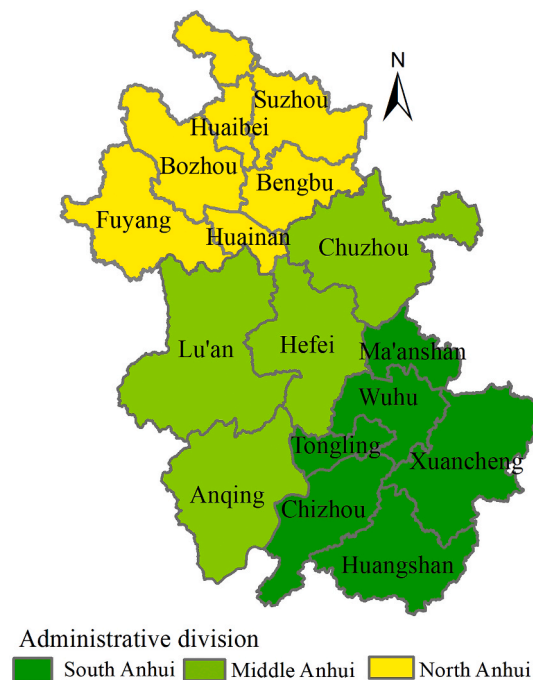 N
Suzhou
Huaibei
Bozhou
Bengbu
Fuyang
Huainan
Chuzhou
Lu'an
Hefei
Ma'anshan
Wuhu
Tongling
Xuancheng
Anqing
Chizhou
Huangshan
Administrative division
South Anhui Middle Anhui North Anhui